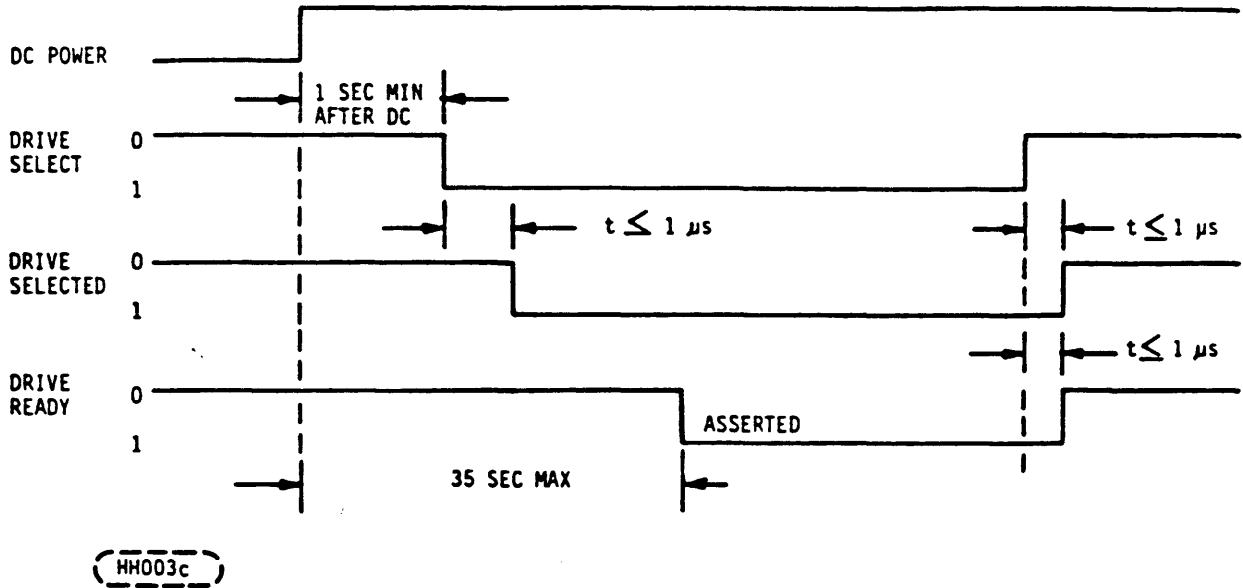 DC POWER
1 SEC MIN
AFTER DC
DRIVE
SELECT
0
1
t ≤ 1 µs
t ≤ 1 µs
DRIVE
SELECTED
0
1
t ≤ 1 µs
DRIVE
READY
0
1
ASSERTED
35 SEC MAX
HH003c